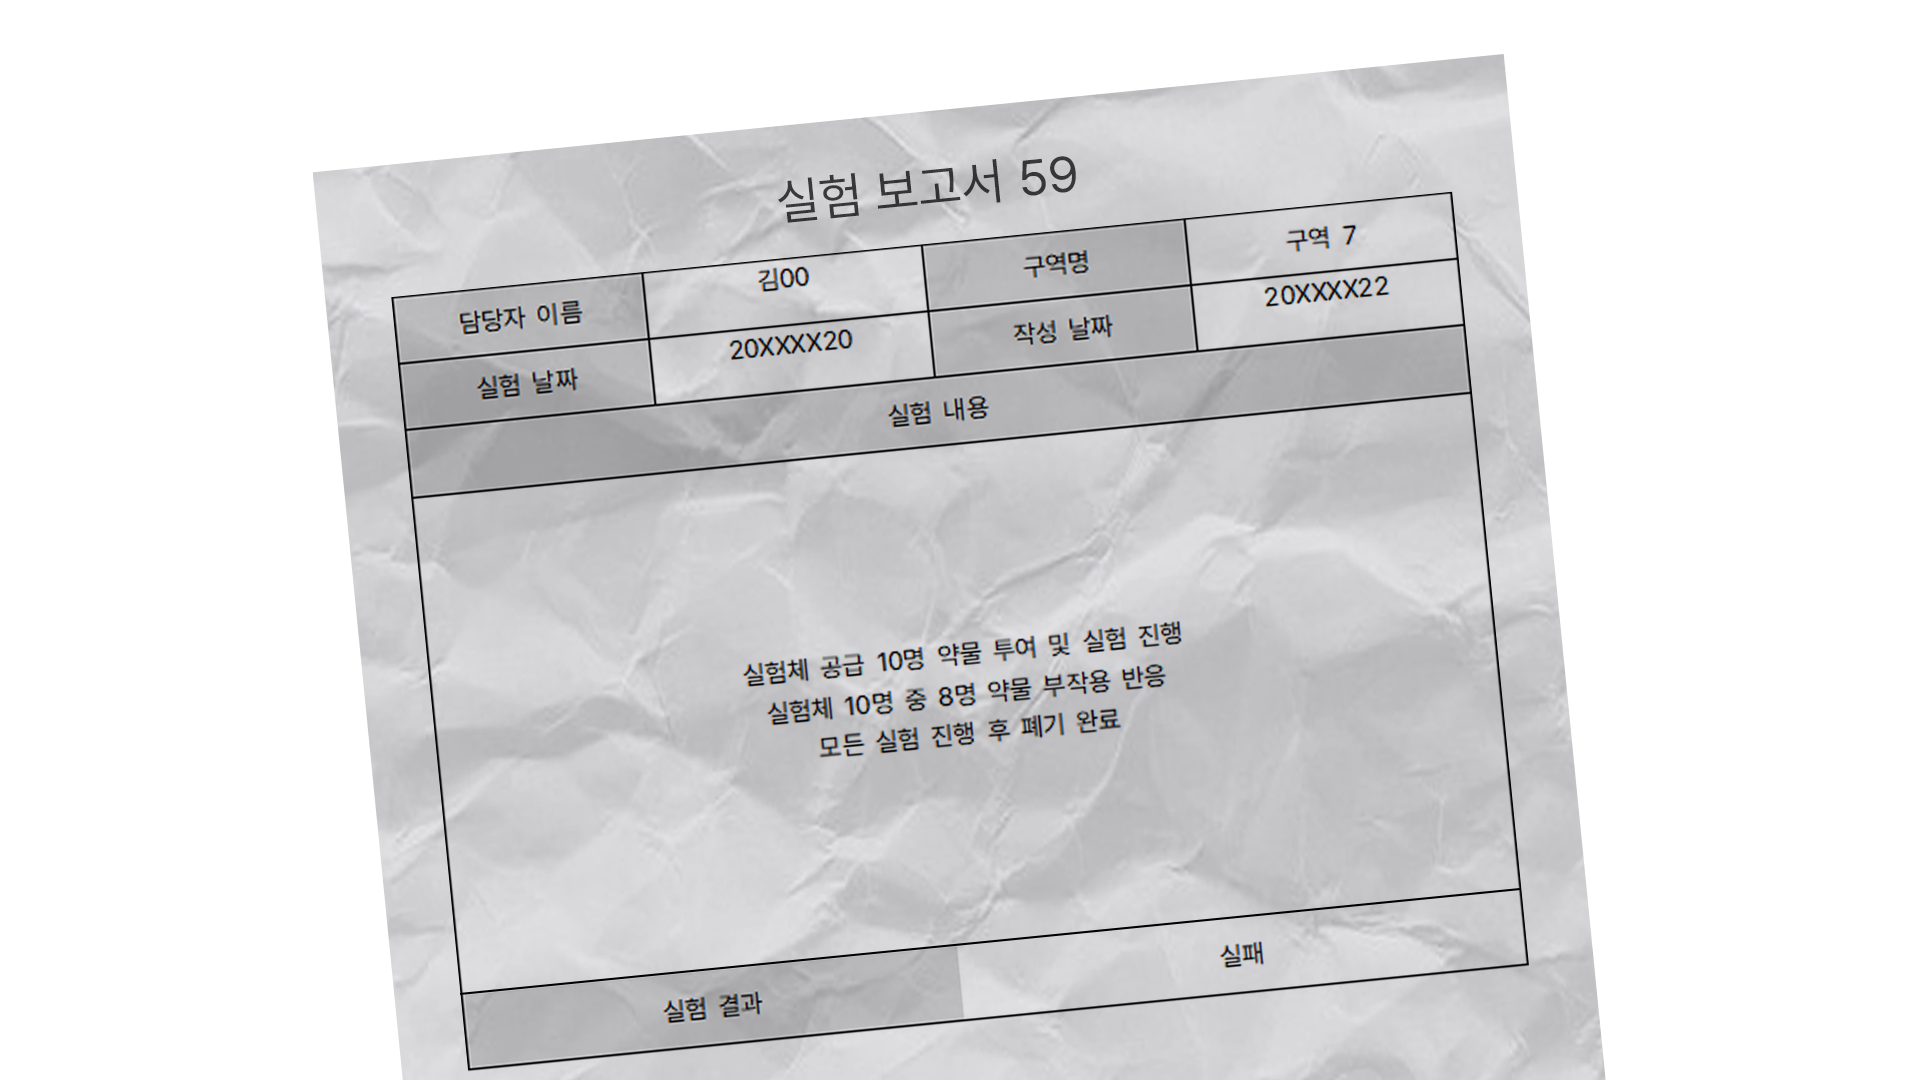 실험 보고서 59
담당자 이름 김00 구역명 구역 7
실험 날짜 20XXXX20 작성 날짜 20XXXX22
실험 내용
실험체 공급 10명 약물 투여 및 실험 진행
실험체 10명 중 8명 약물 부작용 반응
모든 실험 진행 후 폐기 완료
실험 결과 실패